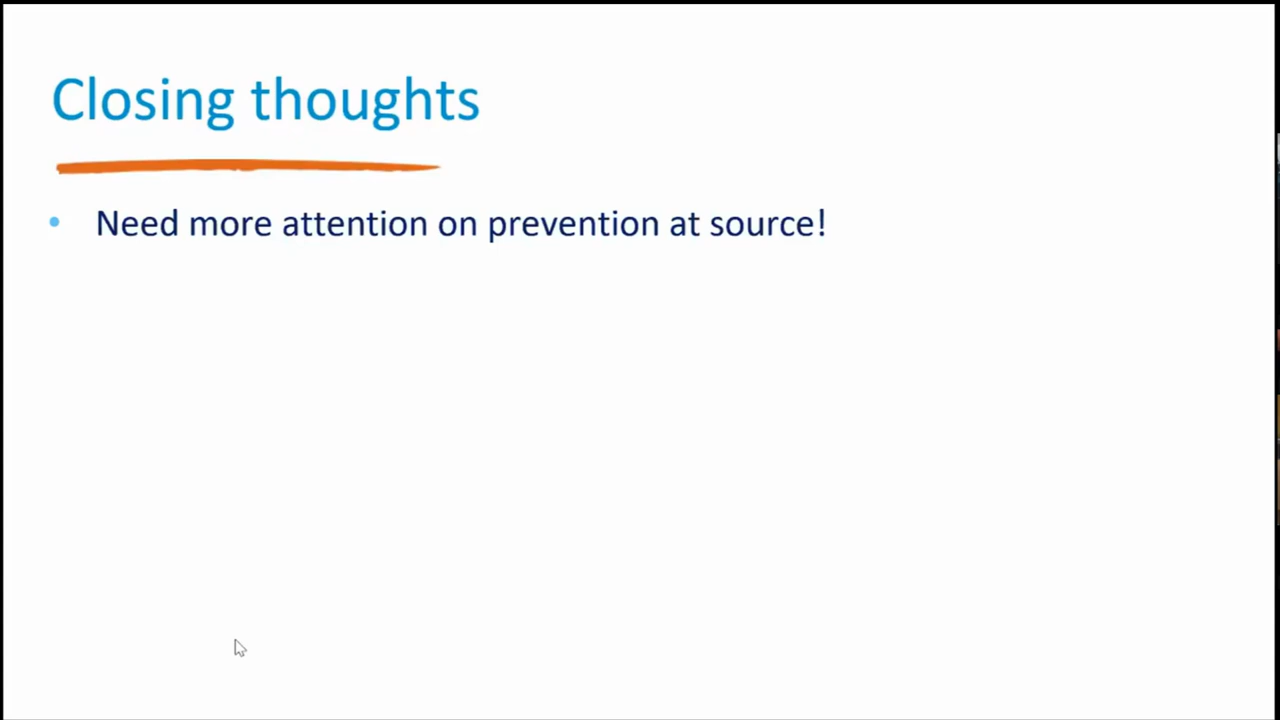 Closing thoughts
• Need more attention on prevention at source!